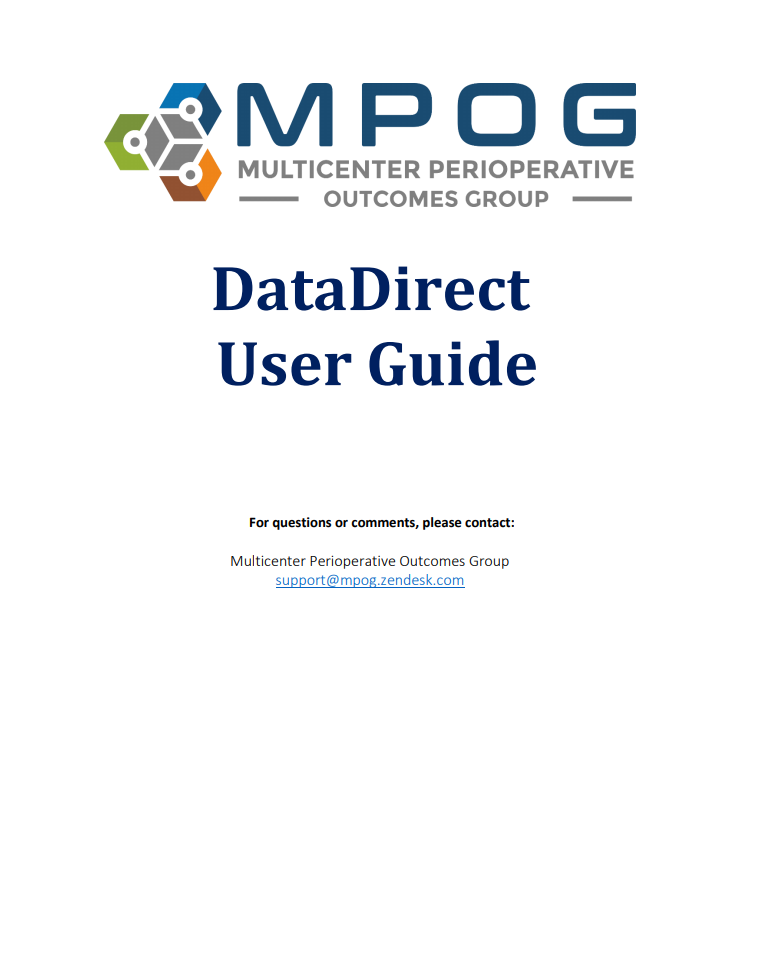 MPOG
MULTICENTER PERIOPERATIVE
OUTCOMES GROUP
DataDirect
User Guide
For questions or comments, please contact:
Multicenter Perioperative Outcomes Group
support@mpog.zendesk.com